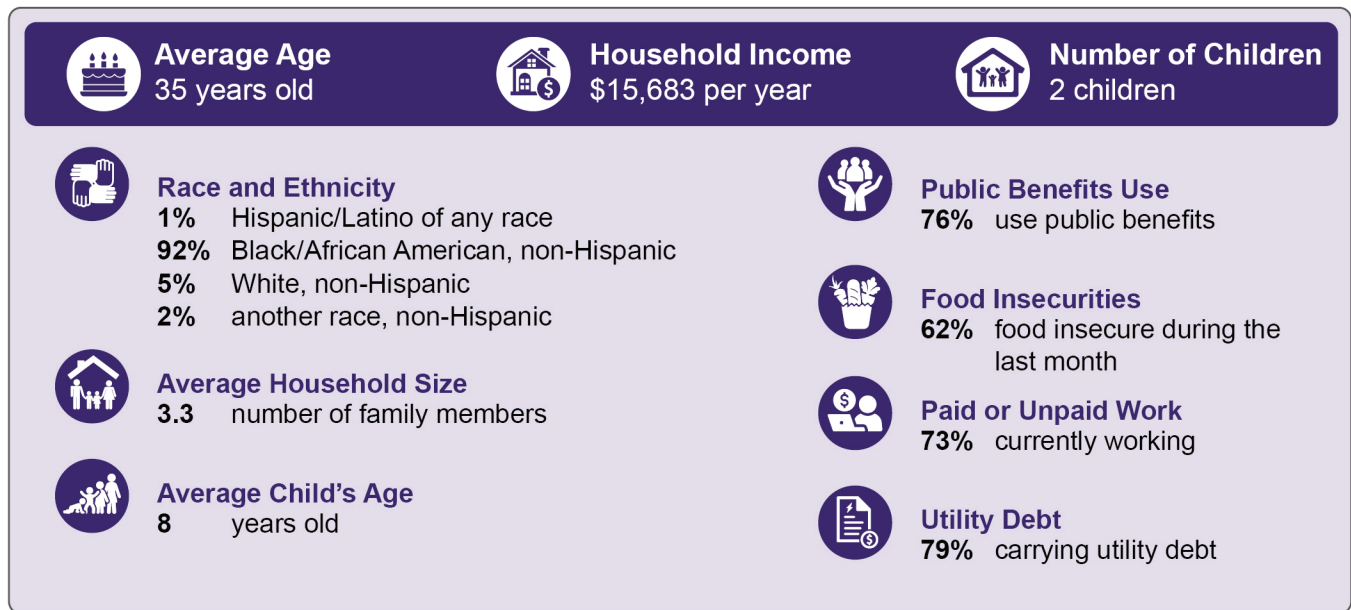 Average Age
35 years old
Household Income
$15,683 per year
Number of Children
2 children
Race and Ethnicity
1% Hispanic/Latino of any race
92% Black/African American, non-Hispanic
5% White, non-Hispanic
2% another race, non-Hispanic
Average Household Size
3.3 number of family members
Average Child’s Age
8 years old
Public Benefits Use
76% use public benefits
Food Insecurities
62% food insecure during the
last month
Paid or Unpaid Work
73% currently working
Utility Debt
79% carrying utility debt